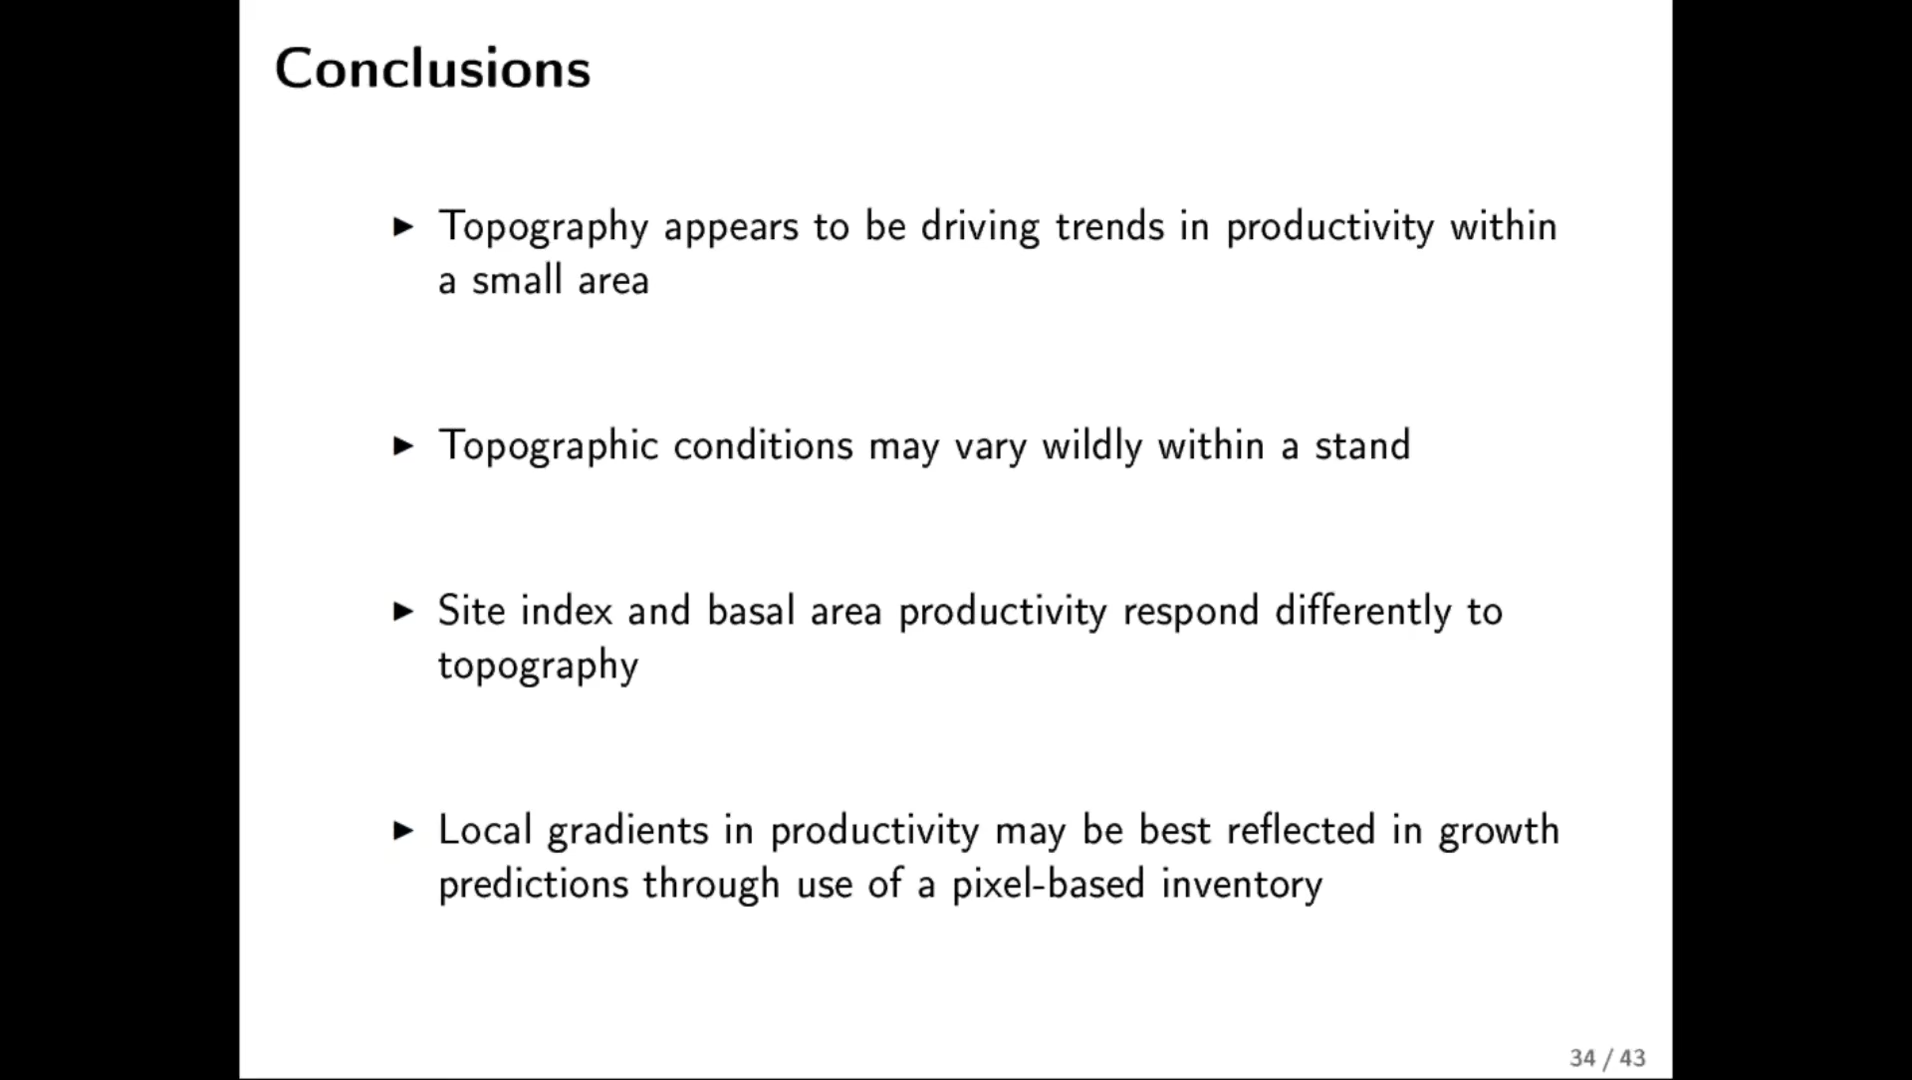 Conclusions
▶ Topography appears to be driving trends in productivity within
a small area
▶ Topographic conditions may vary wildly within a stand
▶ Site index and basal area productivity respond differently to
topography
▶ Local gradients in productivity may be best reflected in growth
predictions through use of a pixel-based inventory
34 / 43